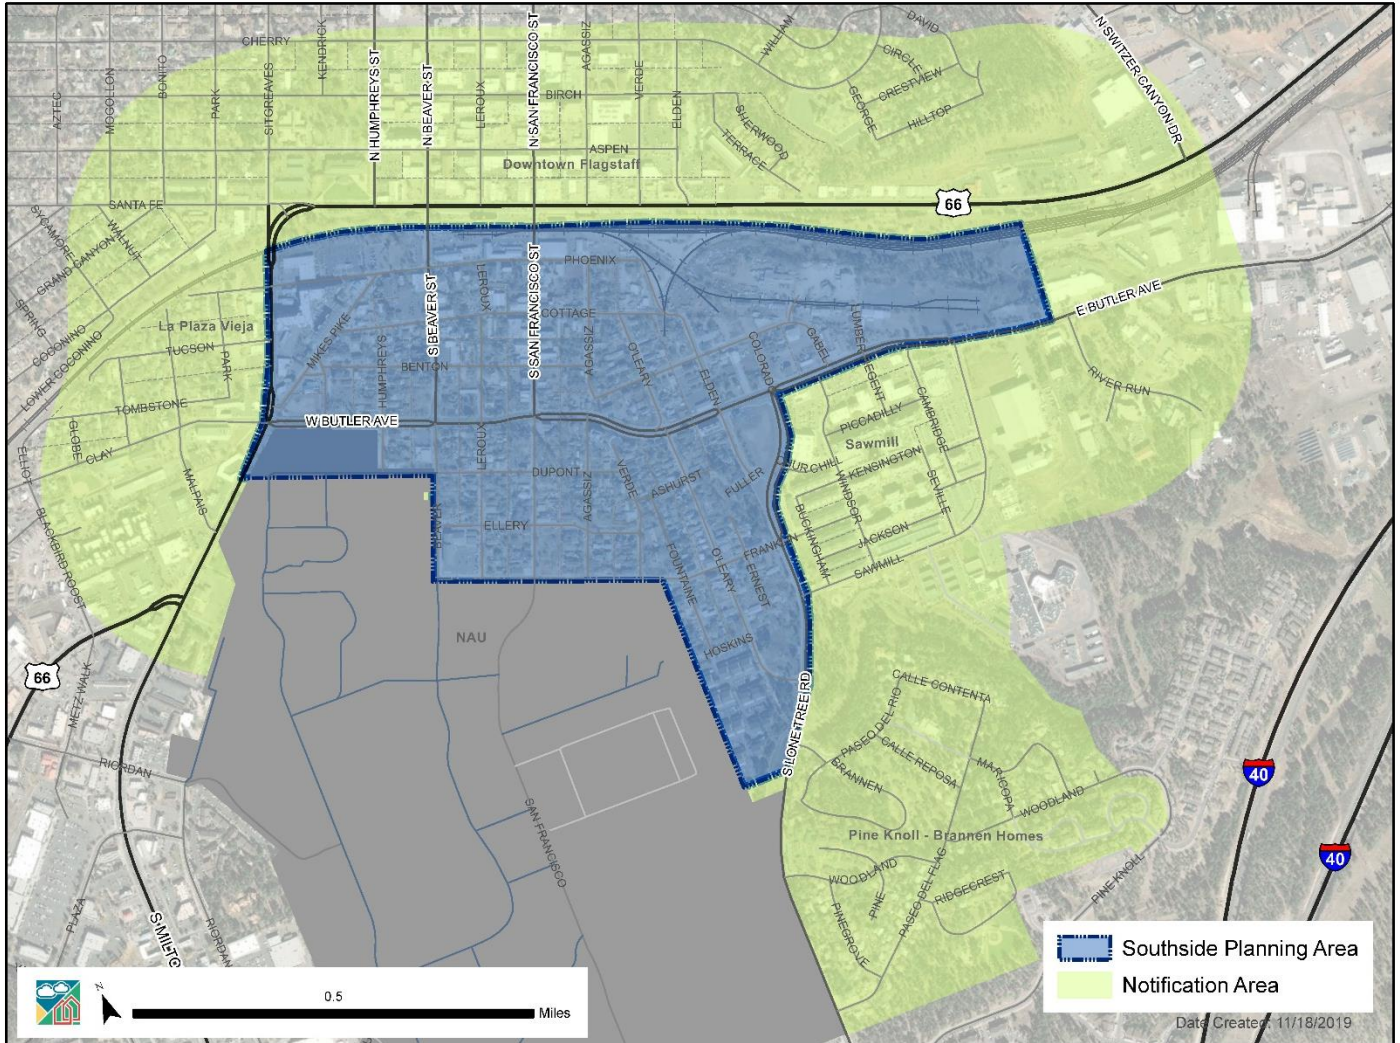 CHERRY
KENDRICK
N HUMPHREYS ST
N BEAVER ST
N SAN FRANCISCO ST
LEROUX
AGASSIZ
VERDE
ELDEN
WILLIAM
DAVID
CIRCLE
CRESTVIEW
GEORGE
HILLTOP
N SWITZER CANYON DR
AZTEC
MOGOLLON
BONITO
PARK
SITGREAVES
BIRCH
SHERWOOD
TERRACE
ASPEN
Downtown Flagstaff
SANTA FE
66
SYCAMORE
WALNUT
GRAND CANYON
SPRING
COCONINO
LOWER COCONINO
La Plaza Vieja
TUCSON
PARK
TOMBSTONE
GLOBE
CLAY
MALPAIS
ELLIOT
BLACKBIRD ROOST
PHOENIX
LEROUX
S BEAVER ST
S SAN FRANCISCO ST
COTTAGE
MIKES PIKE
HUMPHREYS
BENTON
AGASSIZ
O'LEARY
ELDEN
COLORADO
GABEL
LUMBER
E BUTLER AVE
W BUTLER AVE
REGENT
PICCADILLY
CAMBRIDGE
RIVER RUN
Sawmill
LEROUX
DUPONT
VERDE
ASHURST
FULLER
CHURCHILL
KENSINGTON
WINDSOR
SEVILLE
BEAVER
ELLERY
AGASSIZ
FOUNTAINE
O'LEARY
ERNEST
FRANKLIN
BUCKINGHAM
JACKSON
SAWMILL
NAU
HOSKINS
S LONE TREE RD
66
METZ WALK
RIORDAN
CALLE CONTENTA
PASEO DEL RIO
CALLE REPOSA
BRANNEN
MARICOPA
WOODLAND
40
Pine Knoll - Brannen Homes
40
SAN FRANCISCO
WOODLAND
PINE
PASEO DEL FLAG
RIDGECREST
PINE KNOLL
PINEGROVE
PLAZA
S MILTO
RIORDAN
Southside Planning Area
Notification Area
N
0.5
Miles
Date Created: 11/18/2019